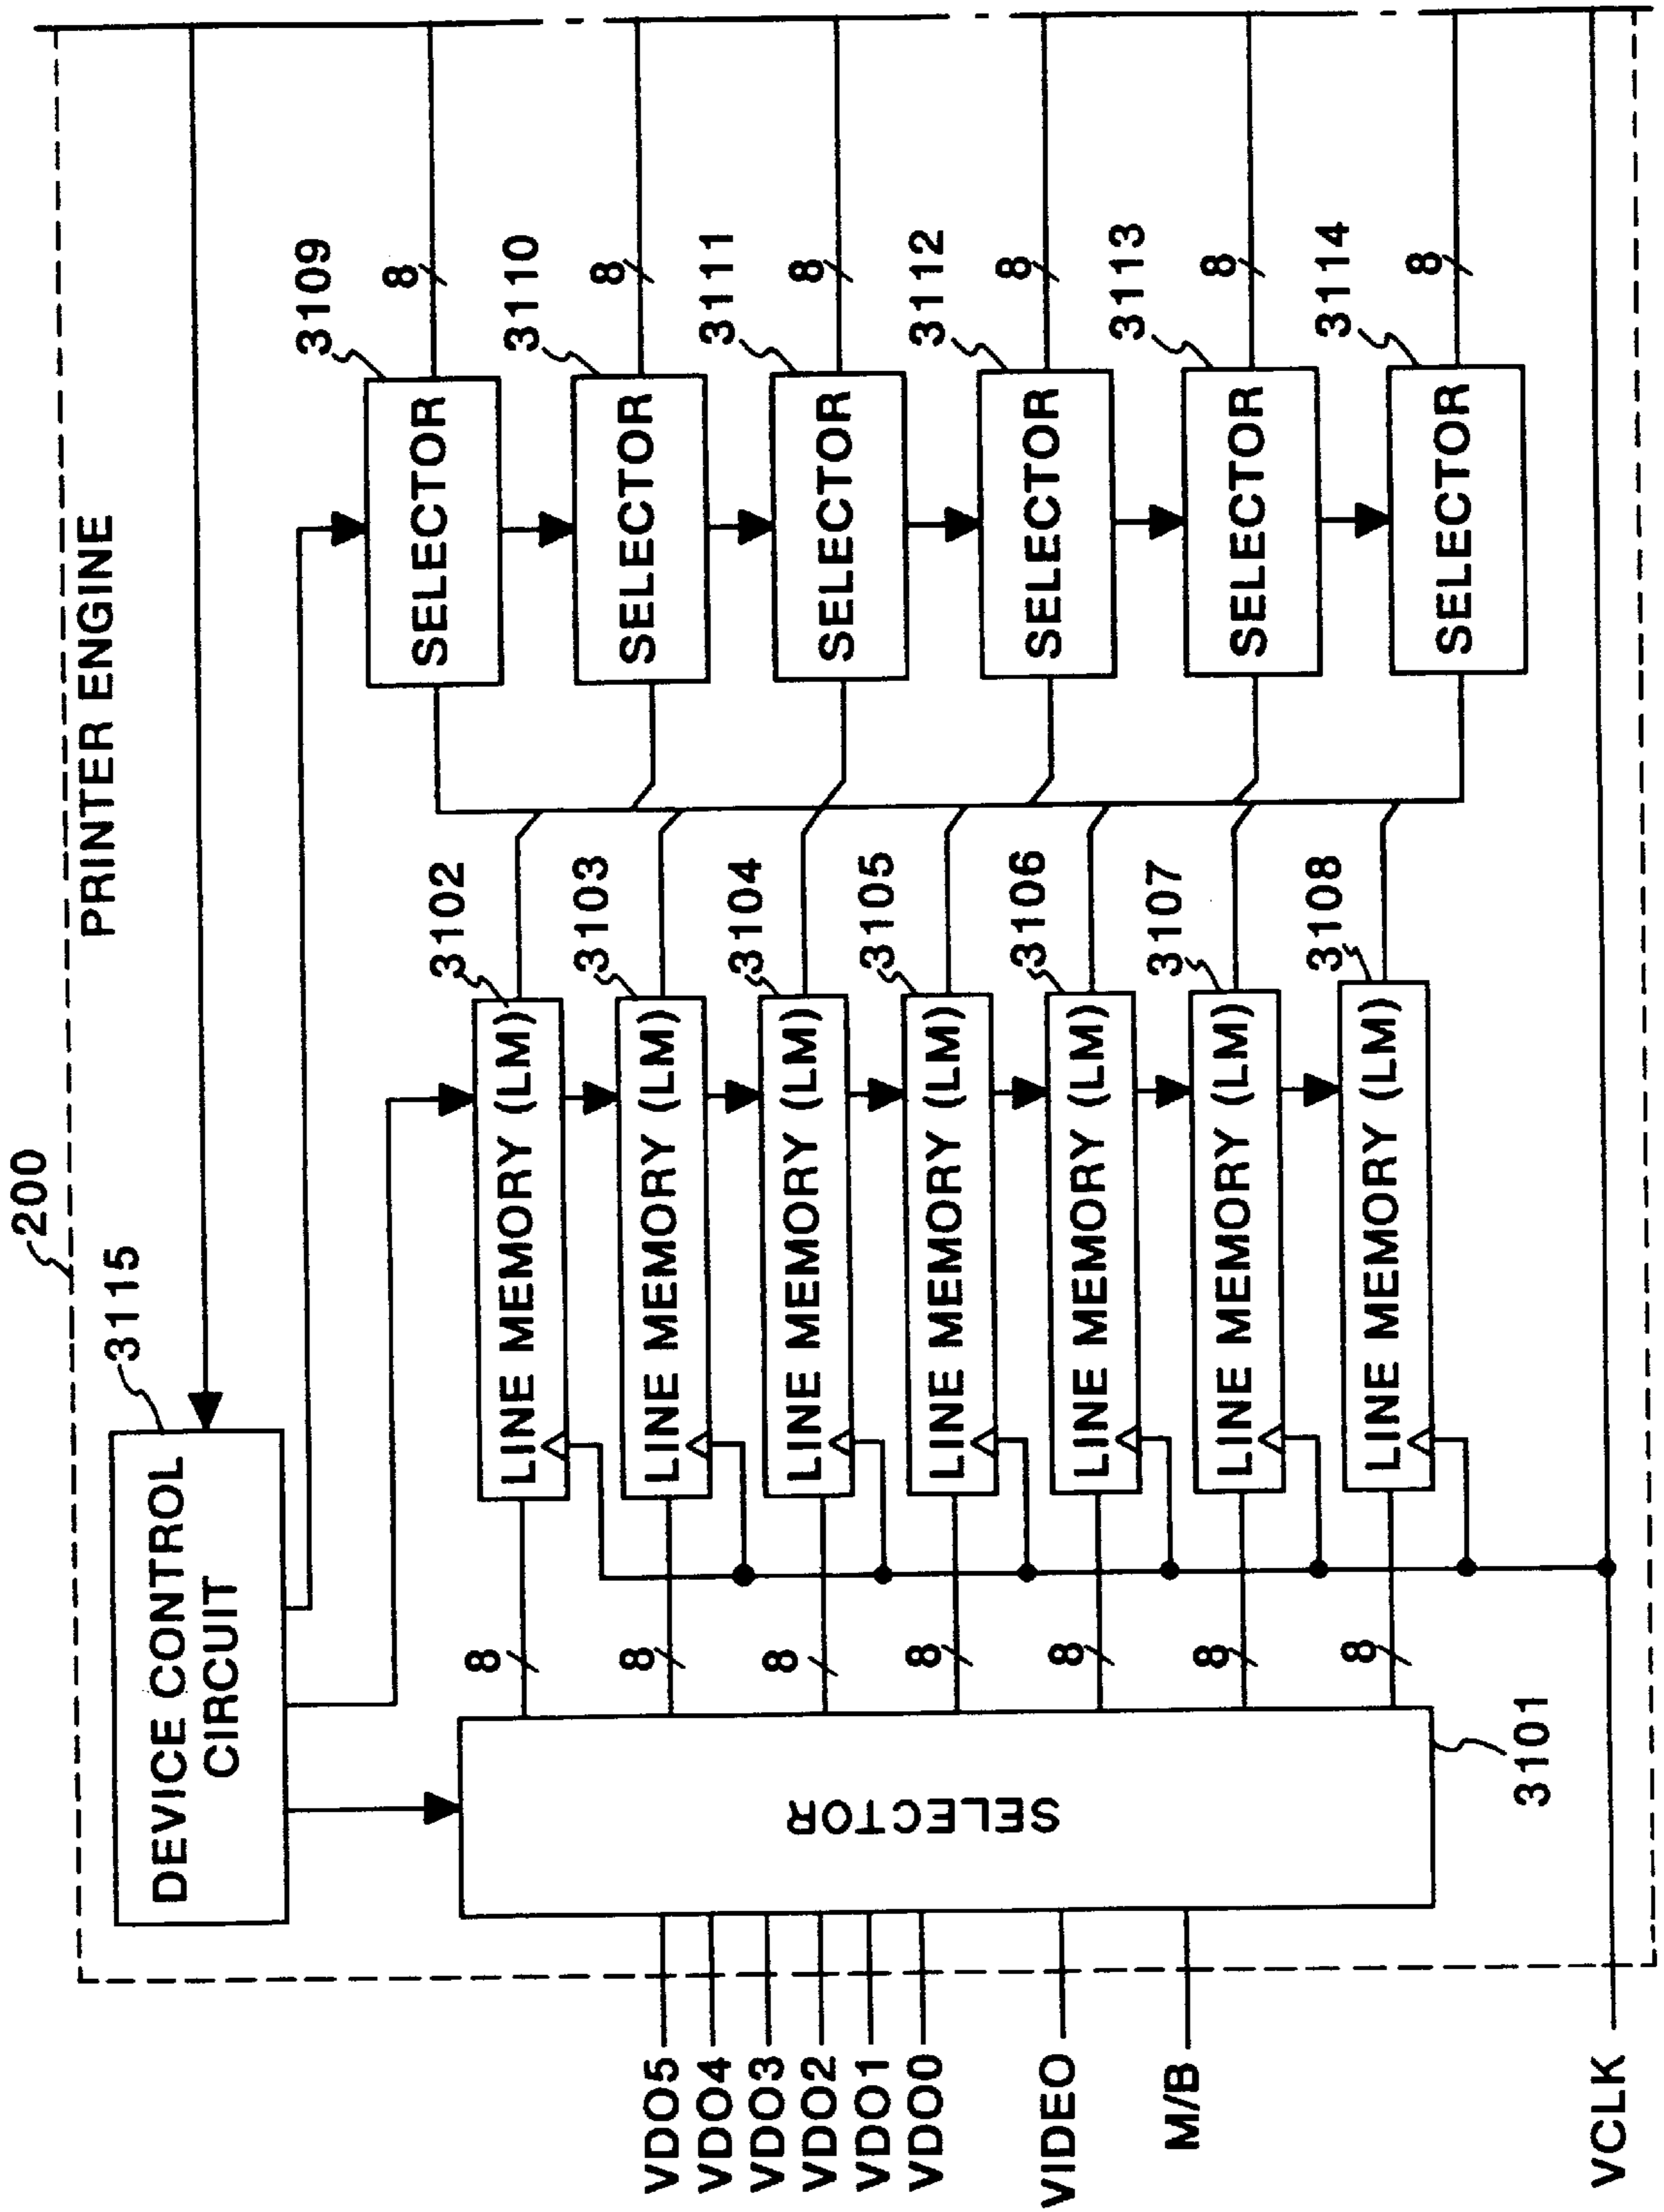 200
PRINTER ENGINE
3115
DEVICE CONTROL
CIRCUIT
3109
SELECTOR
8
3110
SELECTOR
8
3111
SELECTOR
8
3112
SELECTOR
8
3113
SELECTOR
8
3114
SELECTOR
8
8
LINE MEMORY (LM)
3102
8
LINE MEMORY (LM)
3103
8
LINE MEMORY (LM)
3104
8
LINE MEMORY (LM)
3105
8
LINE MEMORY (LM)
3106
8
LINE MEMORY (LM)
3107
8
LINE MEMORY (LM)
3108
SELECTOR
3101
VDO5
VDO4
VDO3
VDO2
VDO1
VDO0
VIDEO
M/B
VCLK